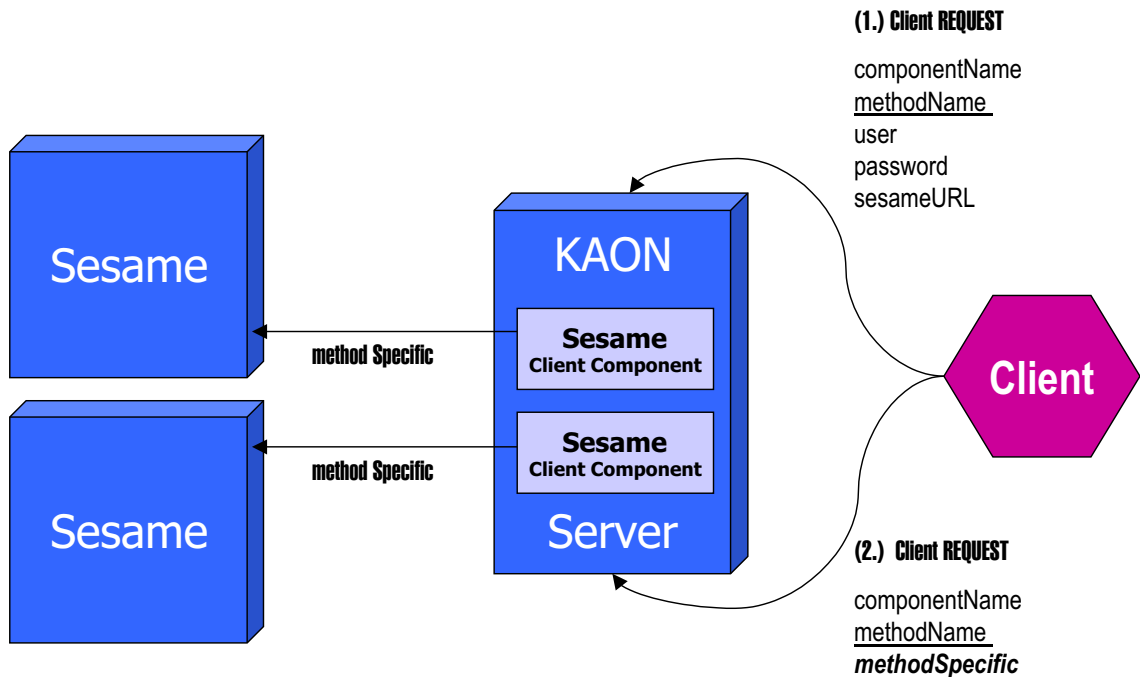 (1.) Client REQUEST
componentName
methodName
user
password
sesameURL
Sesame
KAON
Sesame
Client Component
method Specific
Client
Sesame
Client Component
method Specific
Sesame
Server
(2.) Client REQUEST
componentName
methodName
methodSpecific